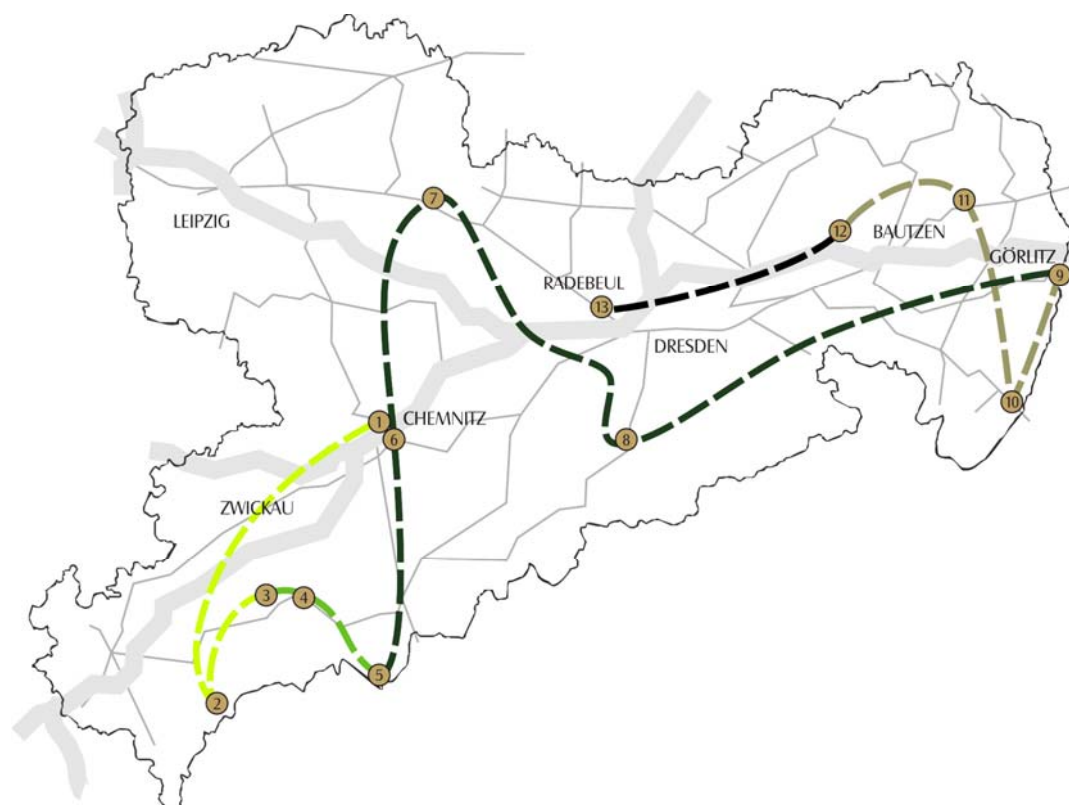 7
11
LEIPZIG
12
BAUTZEN
GÖRLITZ
9
RADEBEUL
13
DRESDEN
10
1
CHEMNITZ
6
8
ZWICKAU
3
4
5
2